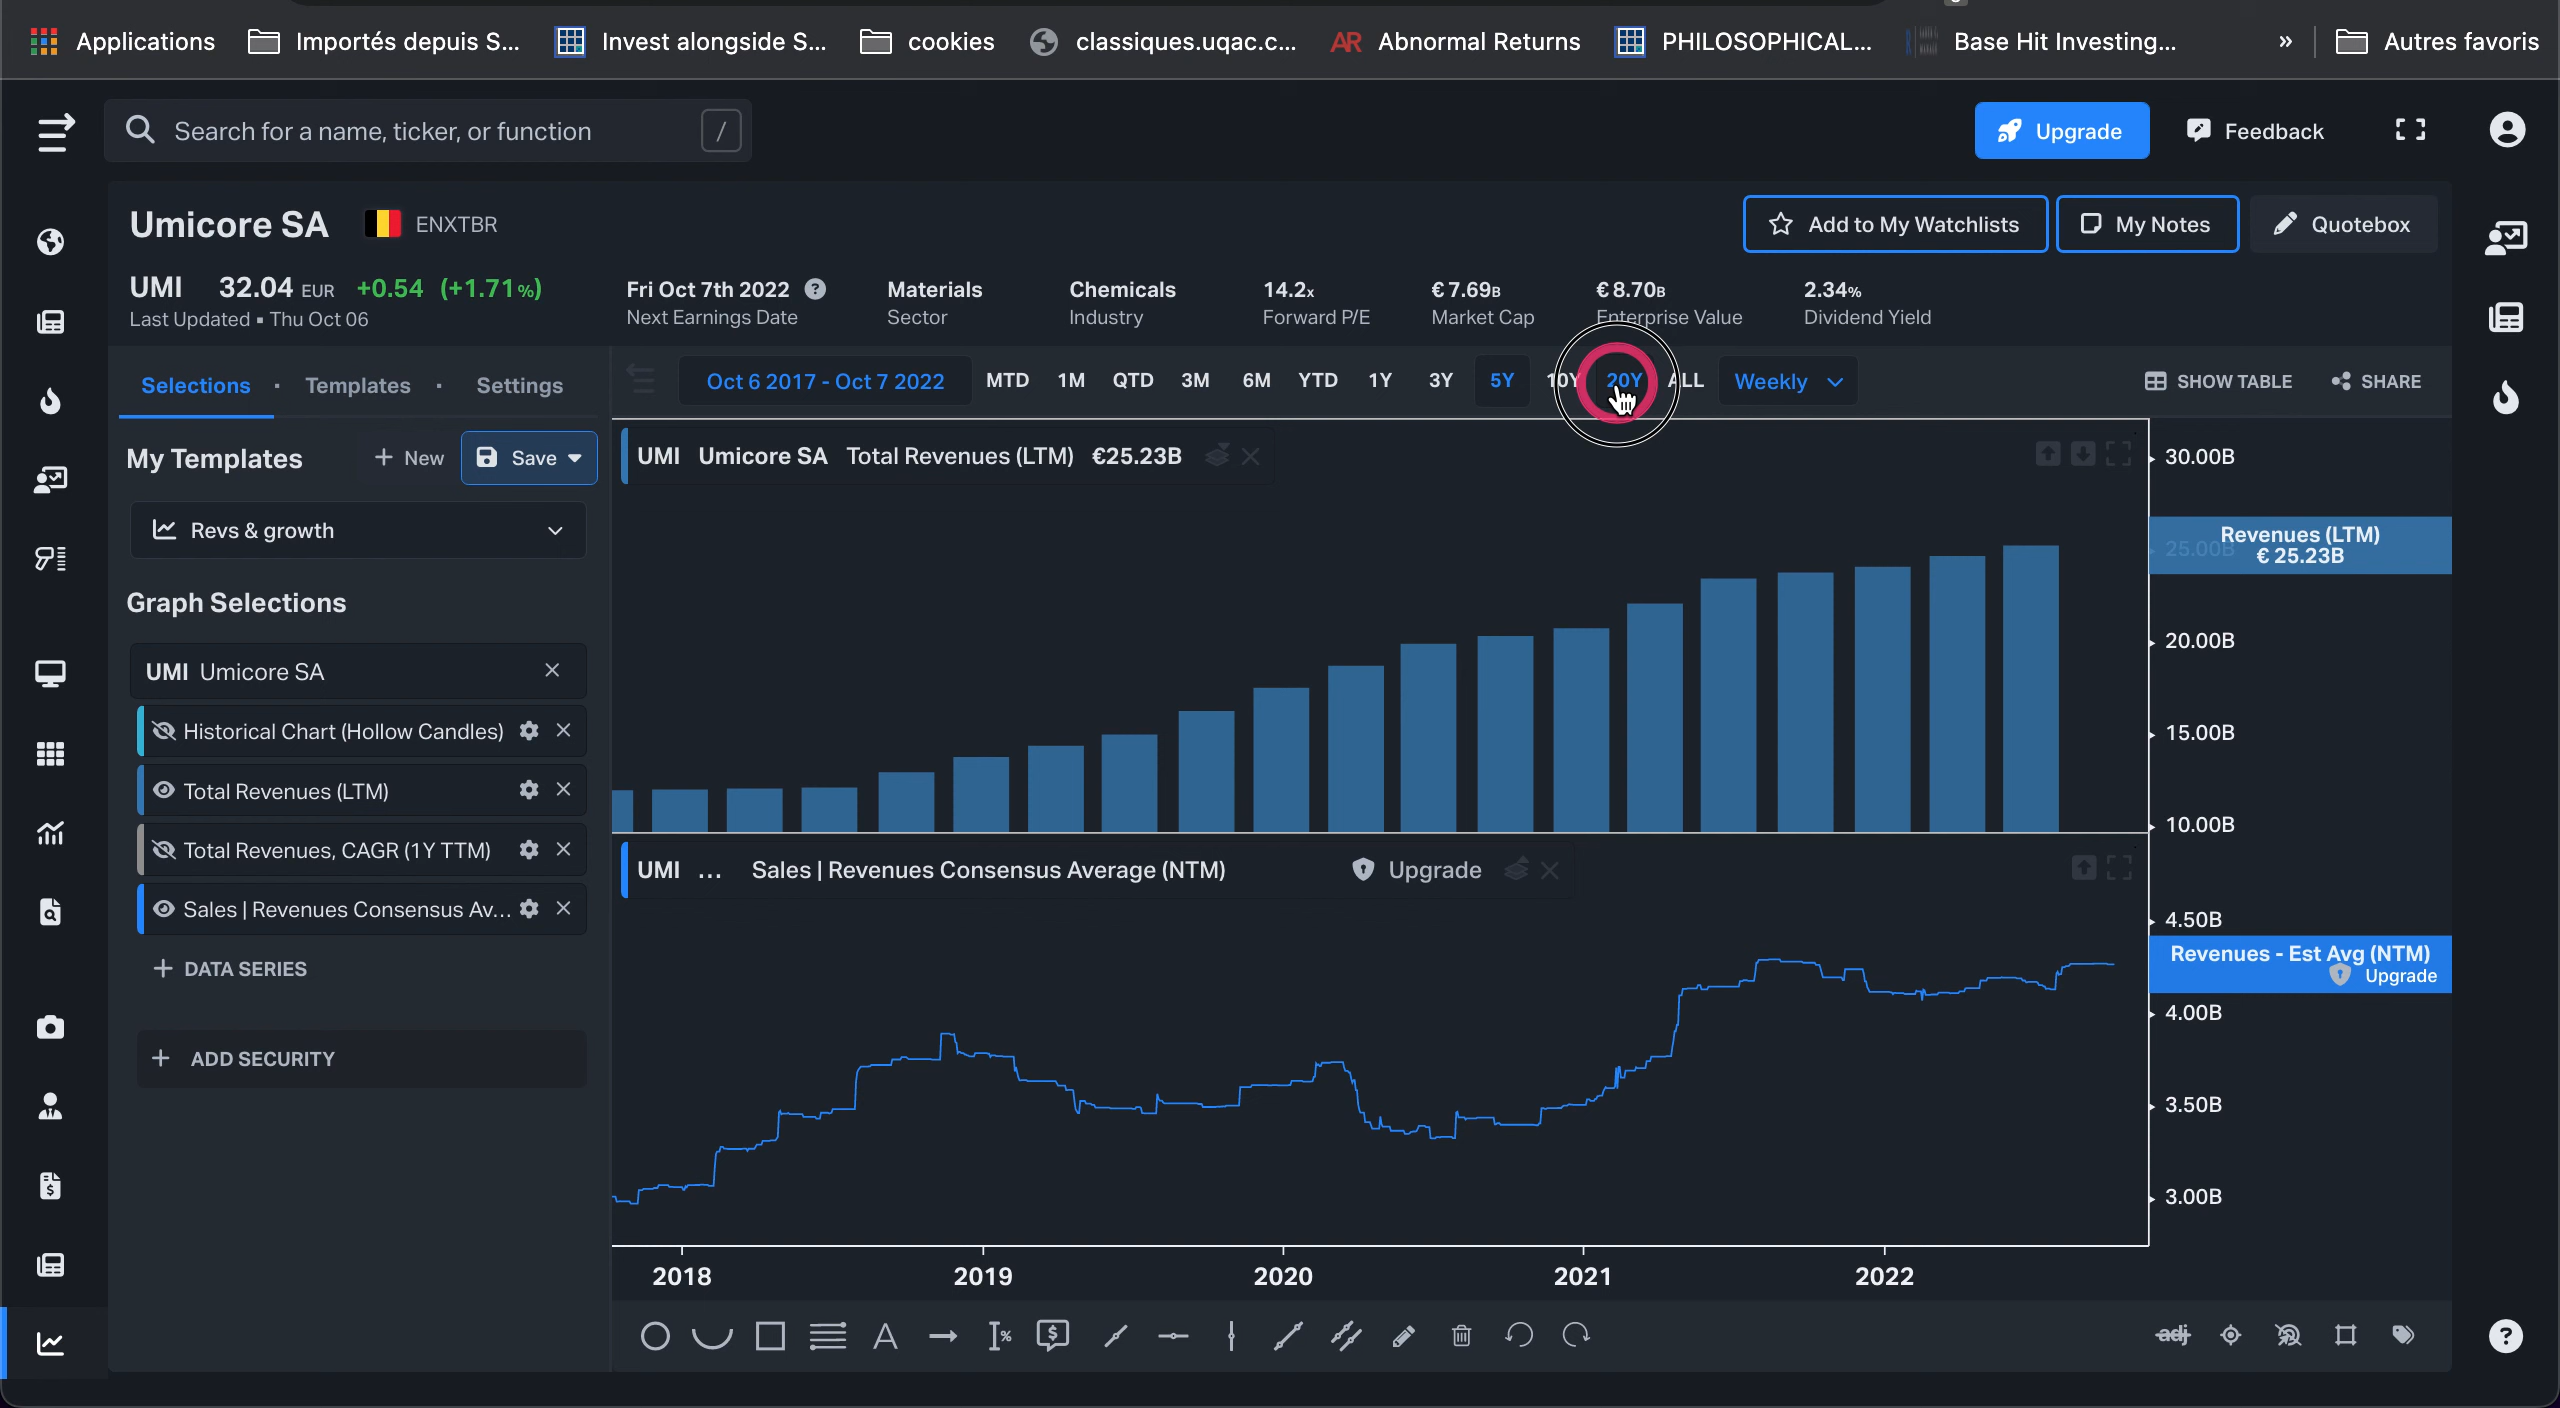 Applications
Importés depuis S...
Invest alongside S...
cookies
classiques.uqac.c...
AR Abnormal Returns
PHILOSOPHICAL...
Base Hit Investing...
»
Autres favoris
Search for a name, ticker, or function
/
Upgrade
Feedback
Umicore SA
ENXTBR
Add to My Watchlists
My Notes
Quotebox
UMI 32.04 EUR +0.54 (+1.71%)
Last Updated ▪ Thu Oct 06
Fri Oct 7th 2022 ?
Next Earnings Date
Materials
Sector
Chemicals
Industry
14.2x
Forward P/E
€7.69B
Market Cap
€8.70B
Enterprise Value
2.34%
Dividend Yield
Selections · Templates · Settings
Oct 6 2017 - Oct 7 2022
MTD 1M QTD 3M 6M YTD 1Y 3Y 5Y 10Y 20Y ALL
Weekly
SHOW TABLE
SHARE
My Templates
+ New
Save
Revs & growth
Graph Selections
UMI Umicore SA
Historical Chart (Hollow Candles)
Total Revenues (LTM)
Total Revenues, CAGR (1Y TTM)
Sales | Revenues Consensus Av...
+ DATA SERIES
+ ADD SECURITY
UMI Umicore SA Total Revenues (LTM) €25.23B
30.00B
25.00B
Revenues (LTM)
€25.23B
20.00B
15.00B
10.00B
UMI ... Sales | Revenues Consensus Average (NTM) Upgrade
4.50B
Revenues - Est Avg (NTM)
Upgrade
4.00B
3.50B
3.00B
2018 2019 2020 2021 2022
A
%
$
adj
?